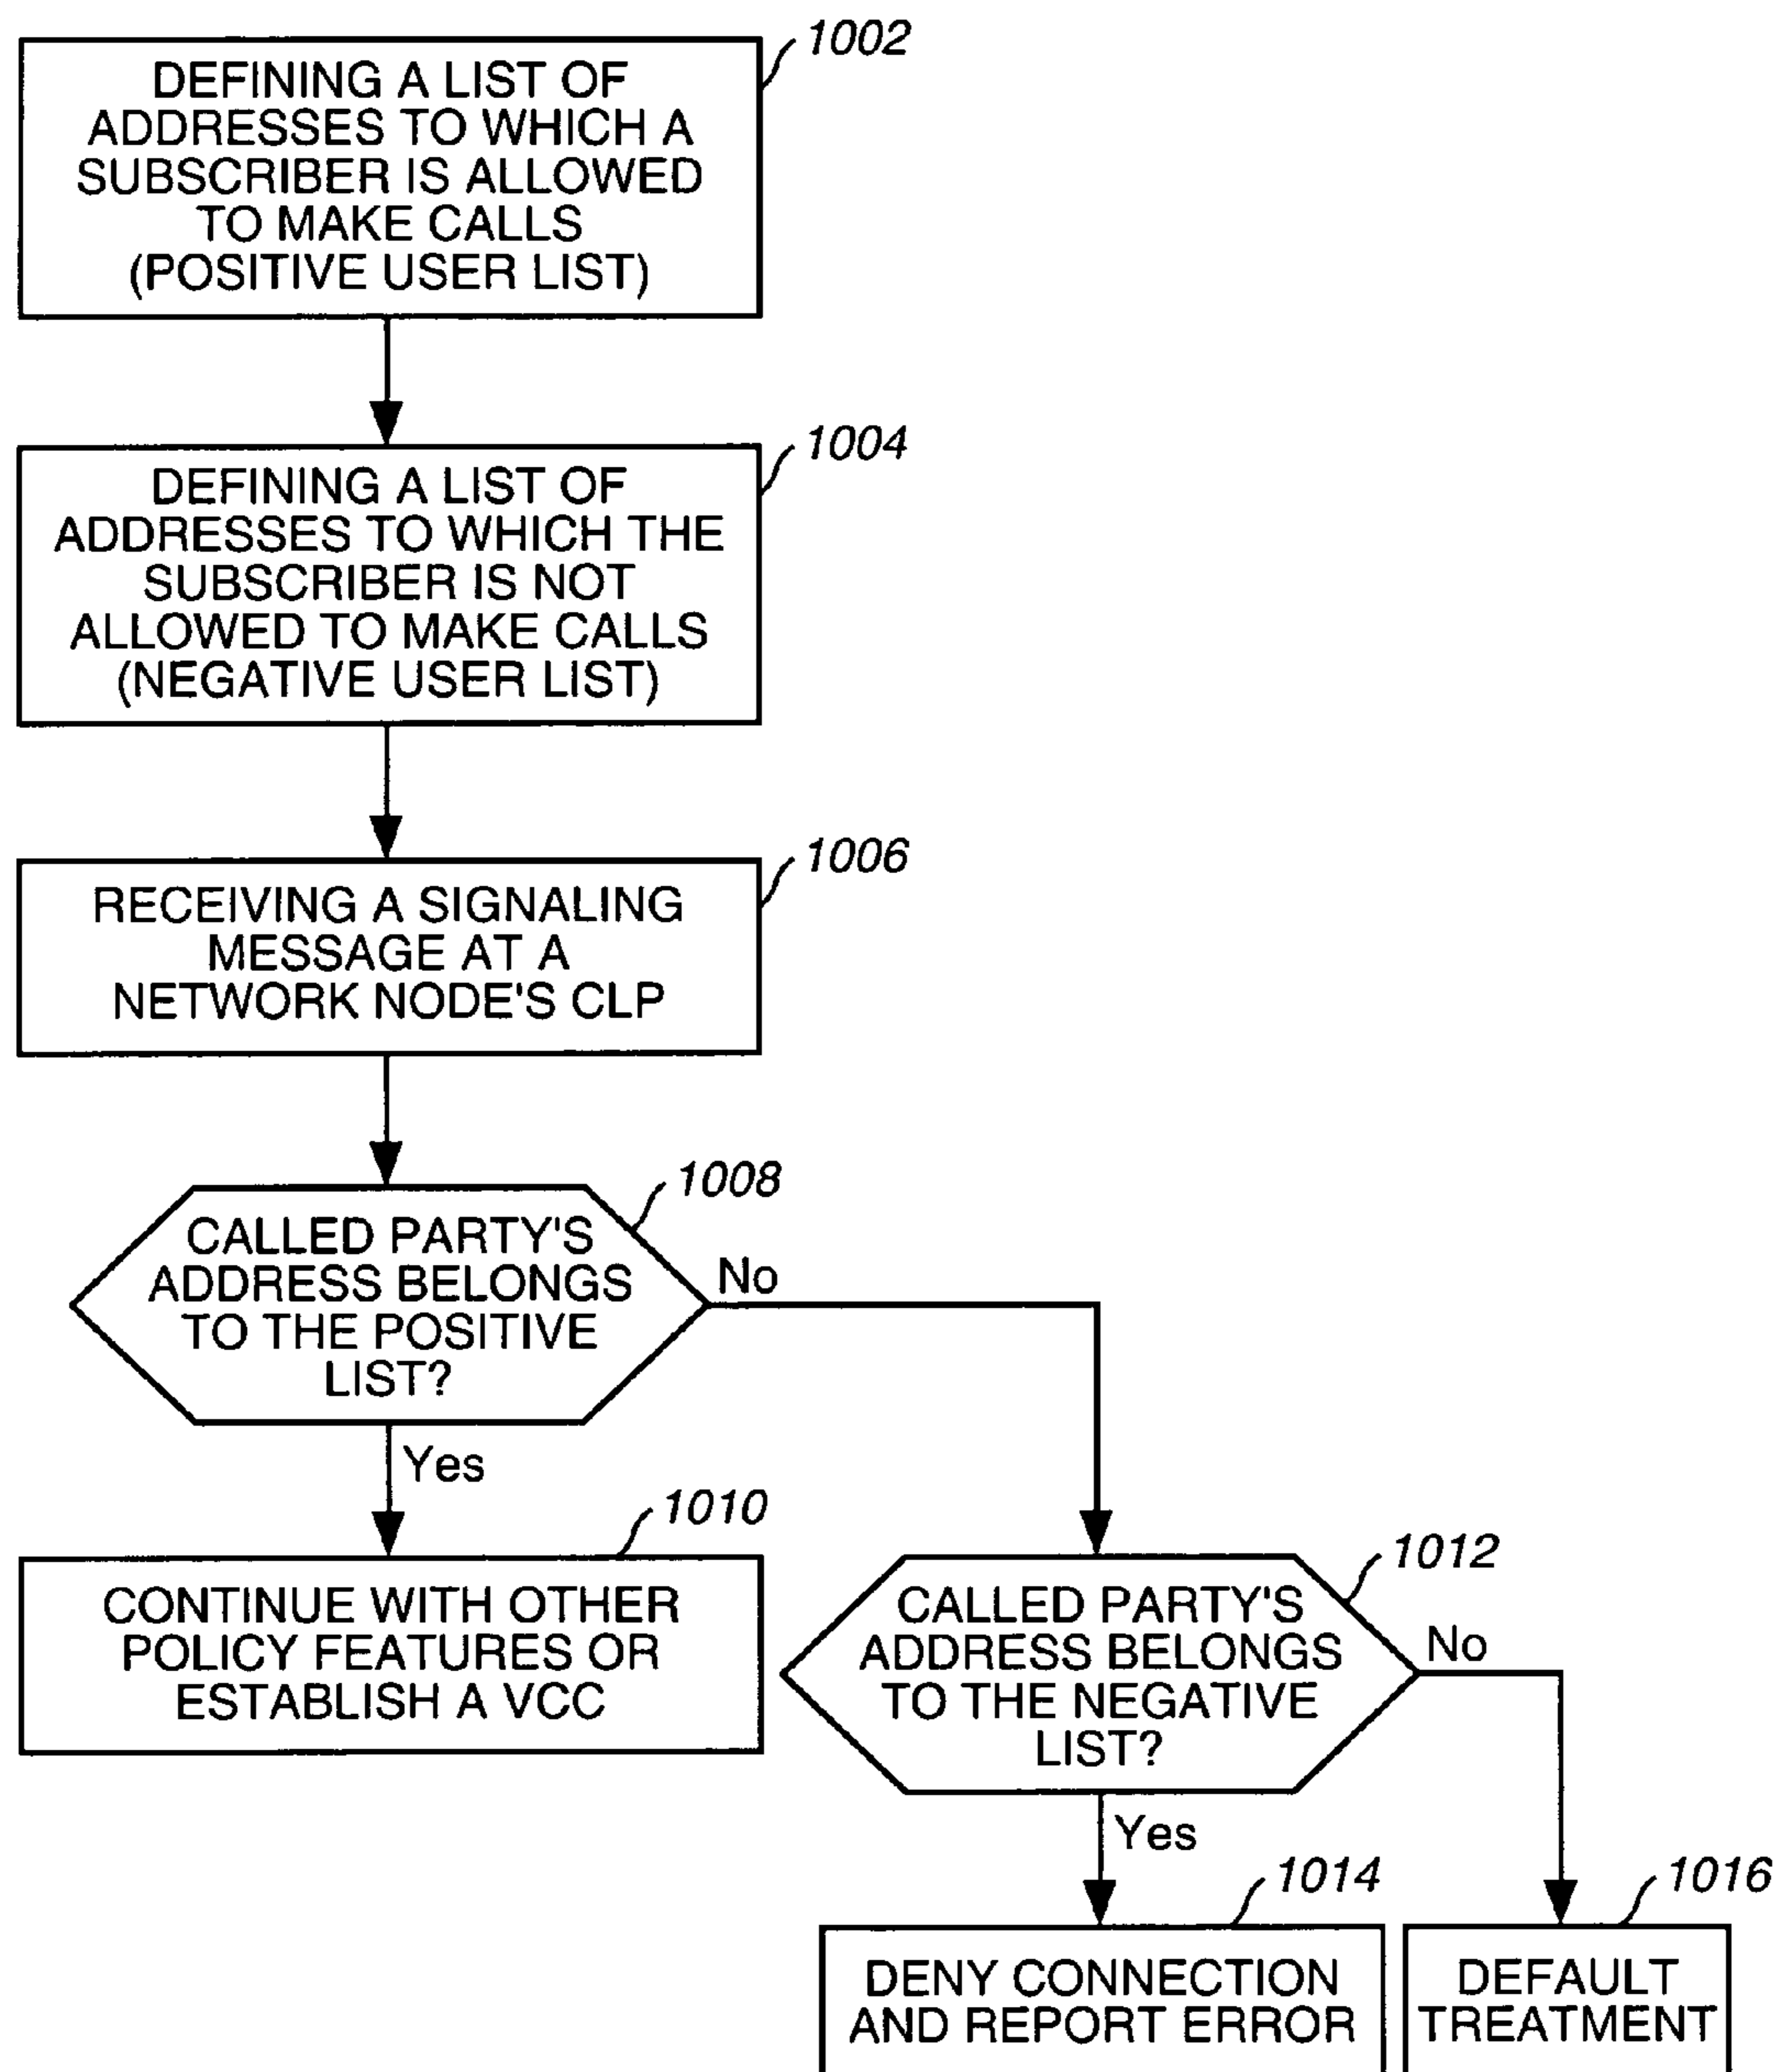 1002
DEFINING A LIST OF
ADDRESSES TO WHICH A
SUBSCRIBER IS ALLOWED
TO MAKE CALLS
(POSITIVE USER LIST)
1004
DEFINING A LIST OF
ADDRESSES TO WHICH THE
SUBSCRIBER IS NOT
ALLOWED TO MAKE CALLS
(NEGATIVE USER LIST)
1006
RECEIVING A SIGNALING
MESSAGE AT A
NETWORK NODE'S CLP
1008
CALLED PARTY'S
ADDRESS BELONGS
TO THE POSITIVE
LIST?
No
Yes
1010
CONTINUE WITH OTHER
POLICY FEATURES OR
ESTABLISH A VCC
1012
CALLED PARTY'S
ADDRESS BELONGS
TO THE NEGATIVE
LIST?
No
Yes
1014
DENY CONNECTION
AND REPORT ERROR
1016
DEFAULT
TREATMENT